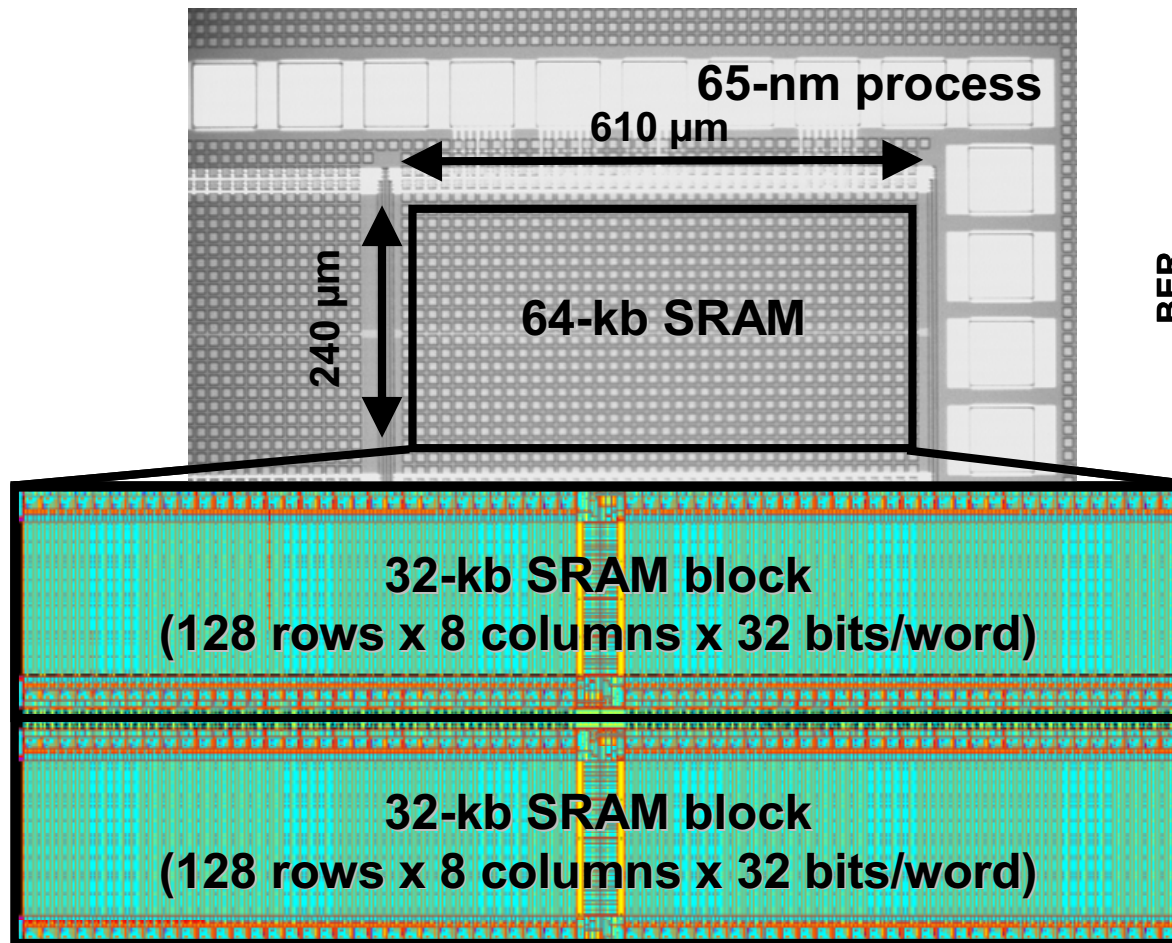 65-nm process
610 µm
240 µm
64-kb SRAM
BER
32-kb SRAM block
(128 rows x 8 columns x 32 bits/word)
32-kb SRAM block
(128 rows x 8 columns x 32 bits/word)